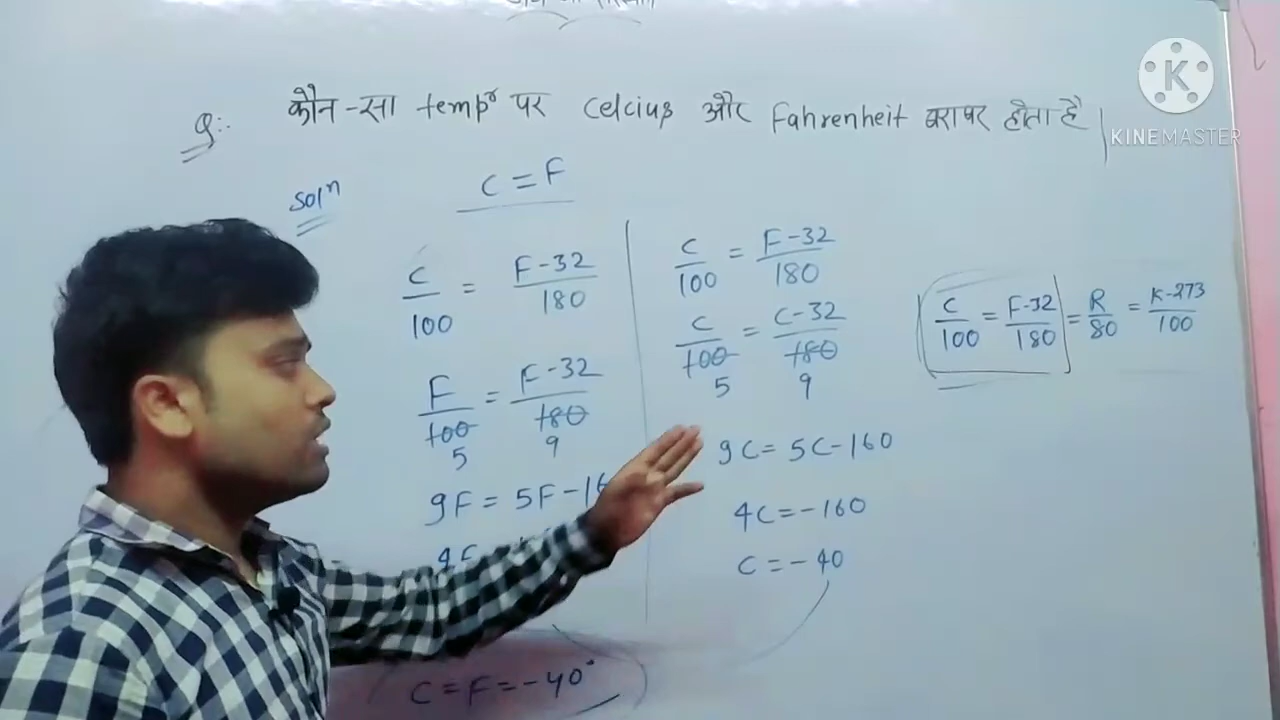 Q:- कौन-सा tempr पर Celcius और Fahrenheit बराबर होता है |
Soln
C = F
C/100 = F-32/180
F/100 = F-32/180
5 9
9F = 5F-16
4F
C/100 = F-32/180
C/100 = C-32/180
5 9
9C = 5C-160
4C = -160
C = -40
C = F = -40°
C/100 = F-32/180 = R/80 = K-273/100
K
KINEMASTER